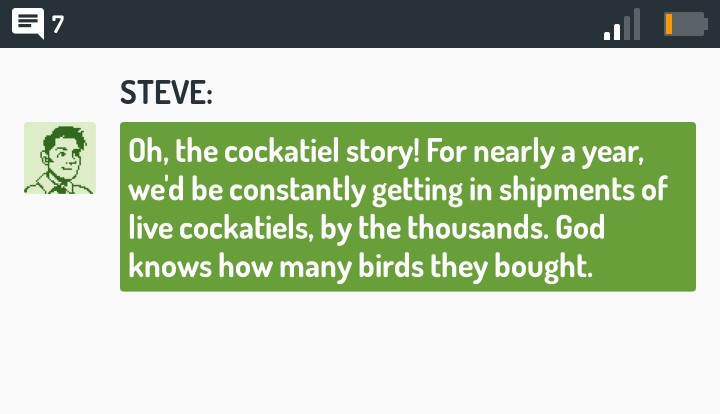 7
STEVE:
Oh, the cockatiel story! For nearly a year,
we'd be constantly getting in shipments of
live cockatiels, by the thousands. God
knows how many birds they bought.